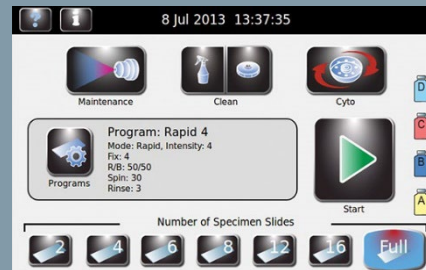 ? i 8 Jul 2013 13:37:35
Maintenance Clean Cyto
Program: Rapid 4
Mode: Rapid, Intensity: 4
Fix: 4
R/B: 50/50
Spin: 30
Rinse: 3
Programs
Start
D
C
B
A
Number of Specimen Slides
2 4 6 8 12 16 Full